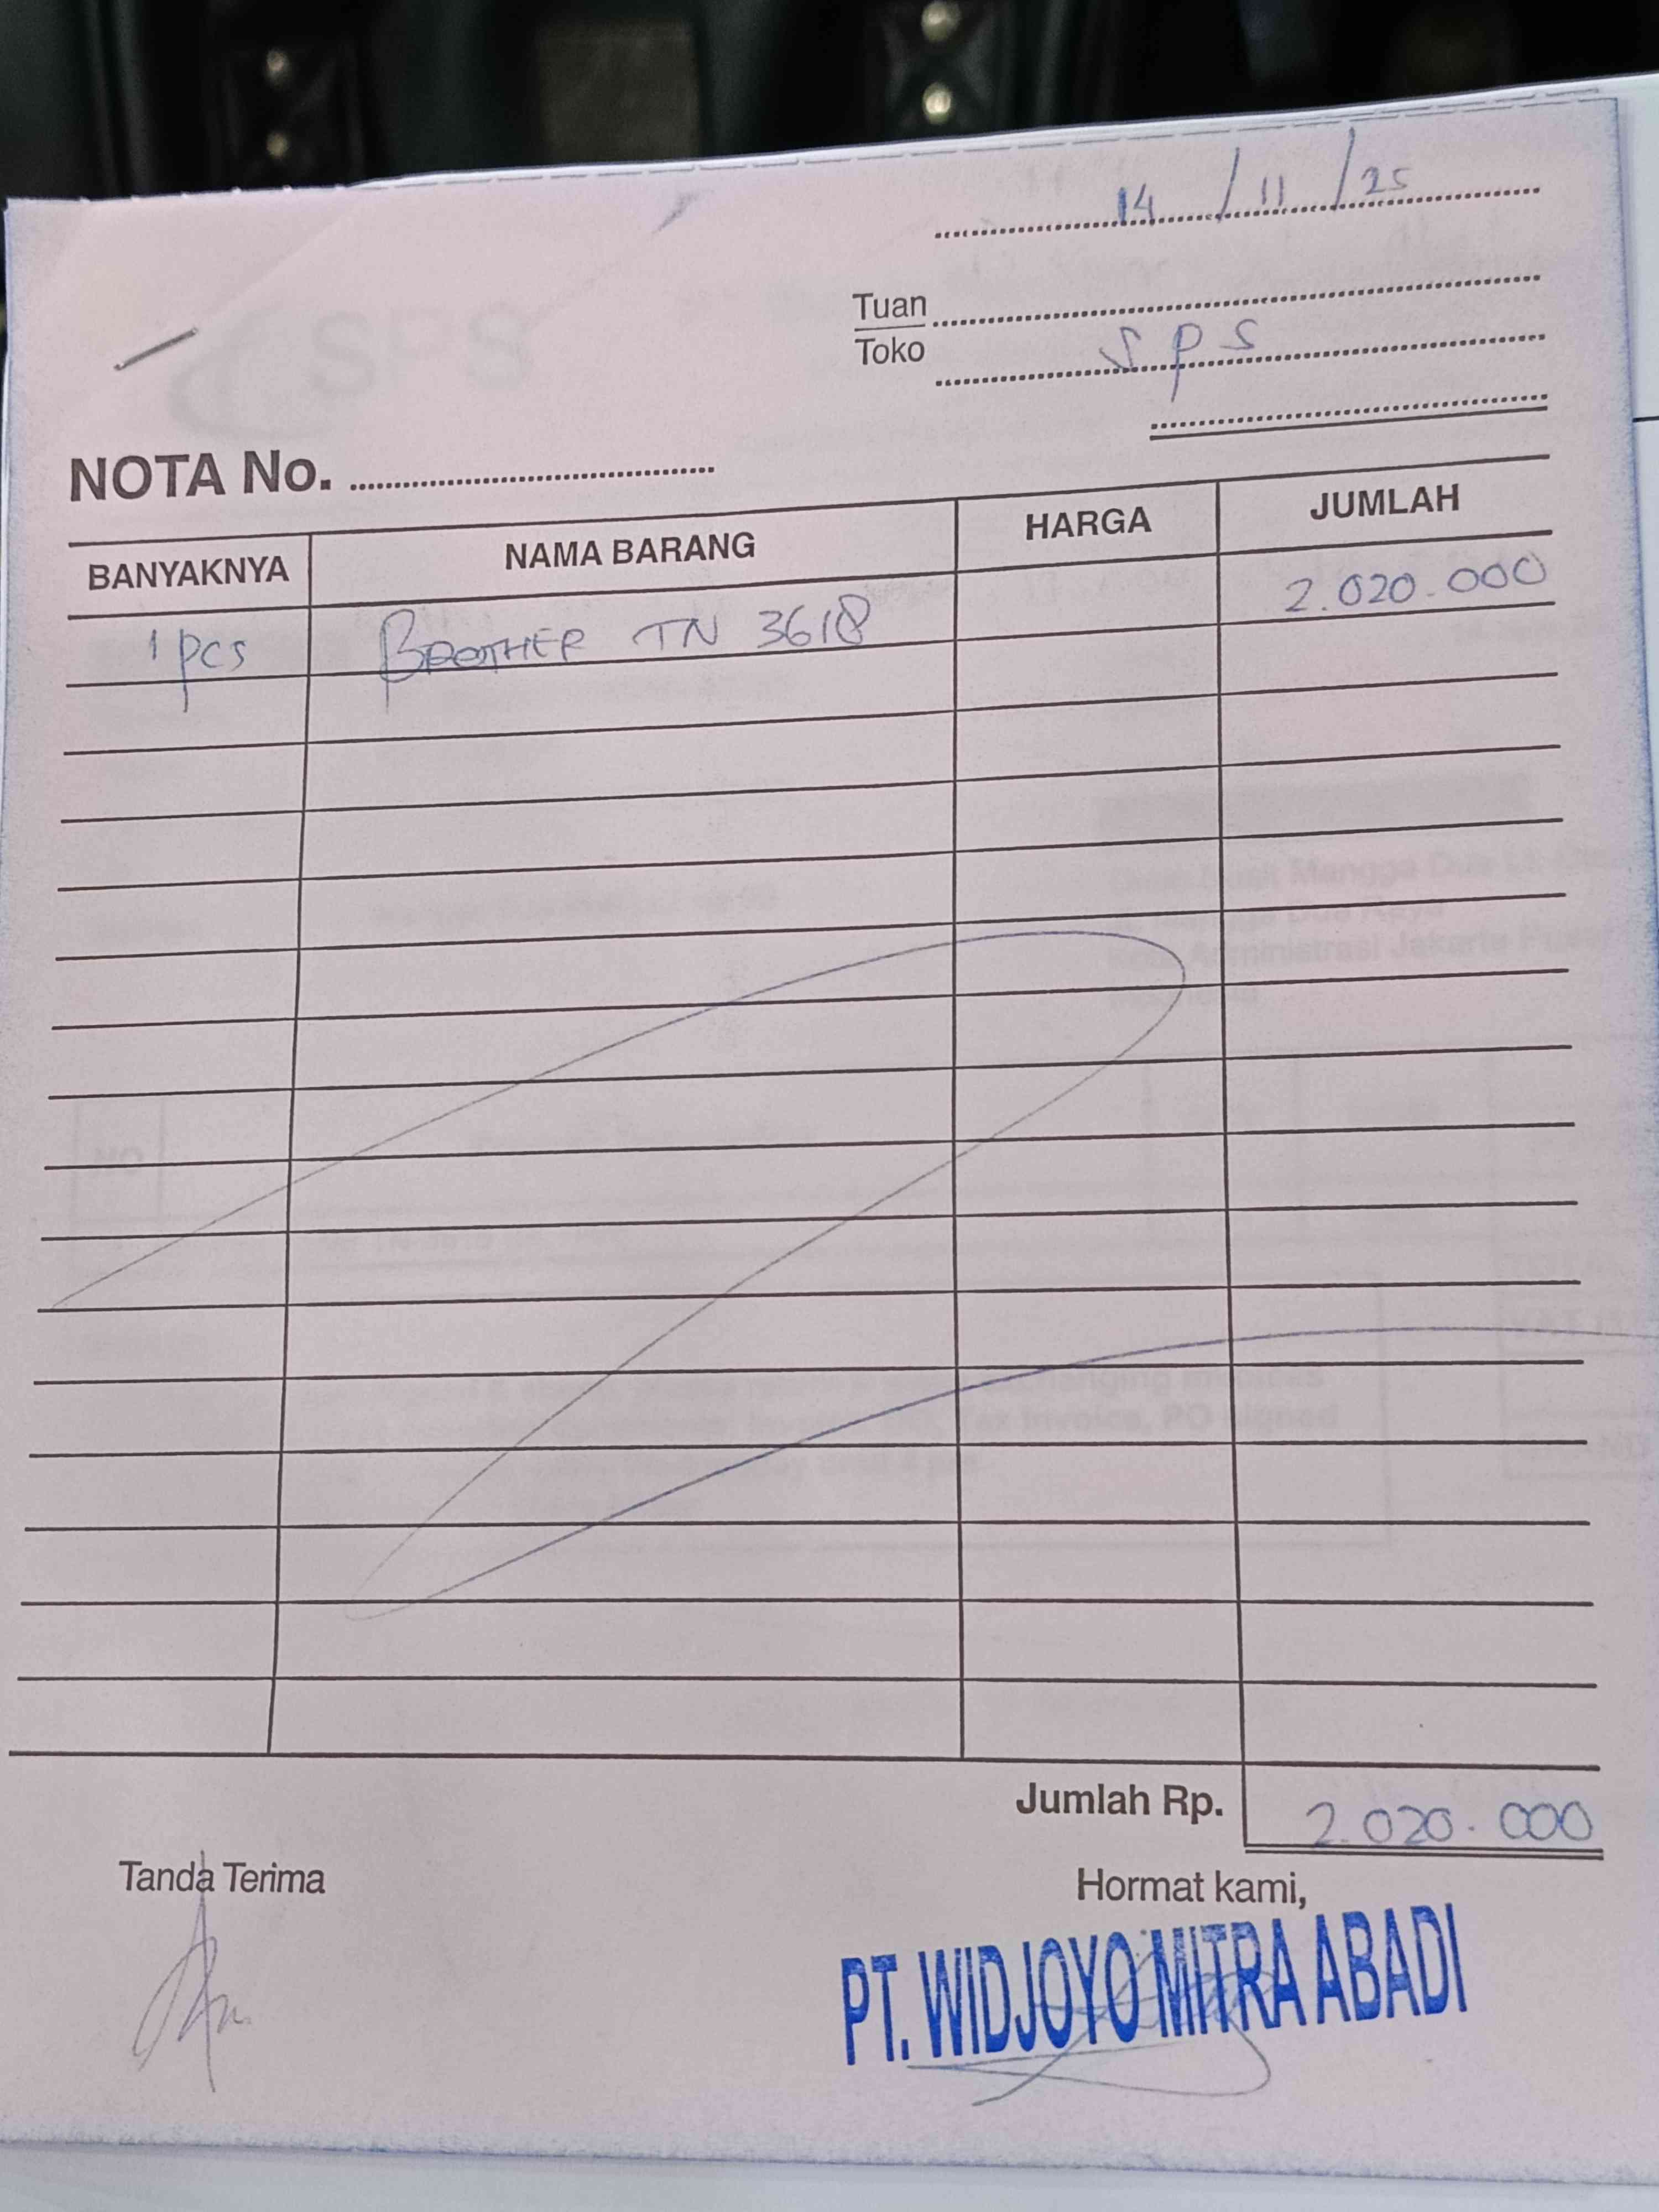 14 / 11 / 25
Tuan
Toko
SPS
NOTA No.
BANYAKNYA NAMA BARANG HARGA JUMLAH
1 pcs BROTHER TN 3618 2.020.000
Jumlah Rp. 2.020.000
Tanda Terima Hormat kami,
PT. WIDJOYO MITRA ABADI